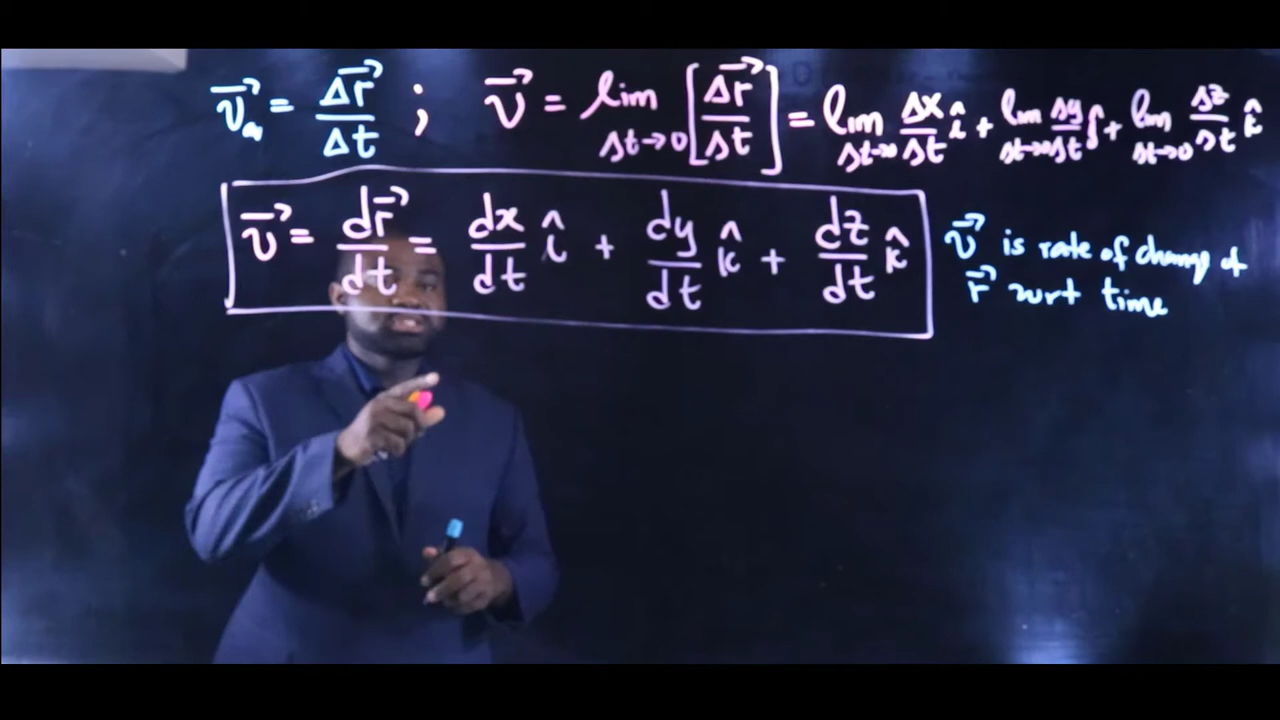 v⃗ₐᵥ = Δr⃗/Δt ; v⃗ = lim Δt→0 [Δr⃗/Δt] = lim Δt→0 Δx/Δt î + lim Δt→0 Δy/Δt ĵ + lim Δt→0 Δz/Δt k̂
v⃗ = dr⃗/dt = dx/dt î + dy/dt k̂ + dz/dt k̂
v⃗ is rate of change of
r⃗ wrt time